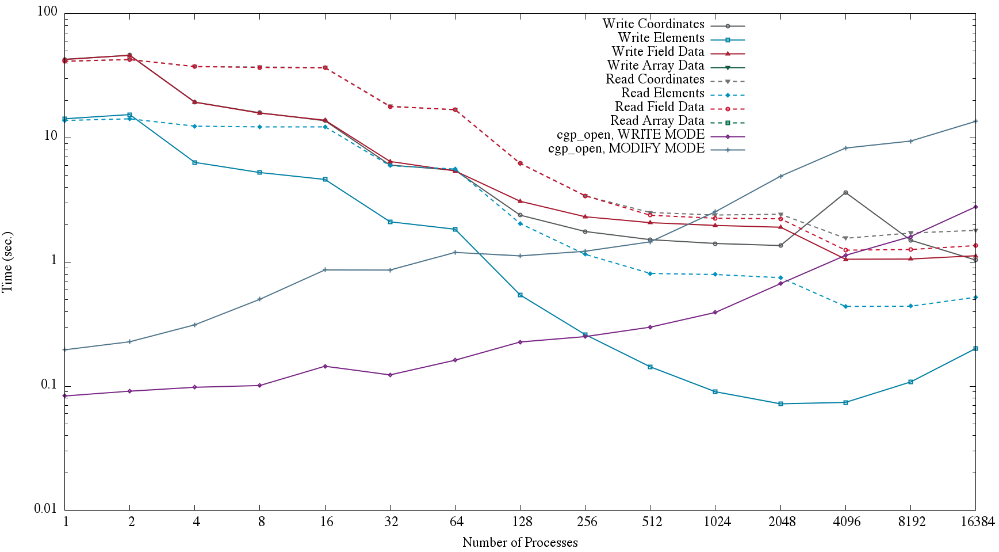 100
10
1
0.1
0.01
Time (sec.)
Write Coordinates
Write Elements
Write Field Data
Write Array Data
Read Coordinates
Read Elements
Read Field Data
Read Array Data
cgp_open, WRITE MODE
cgp_open, MODIFY MODE
1 2 4 8 16 32 64 128 256 512 1024 2048 4096 8192 16384
Number of Processes